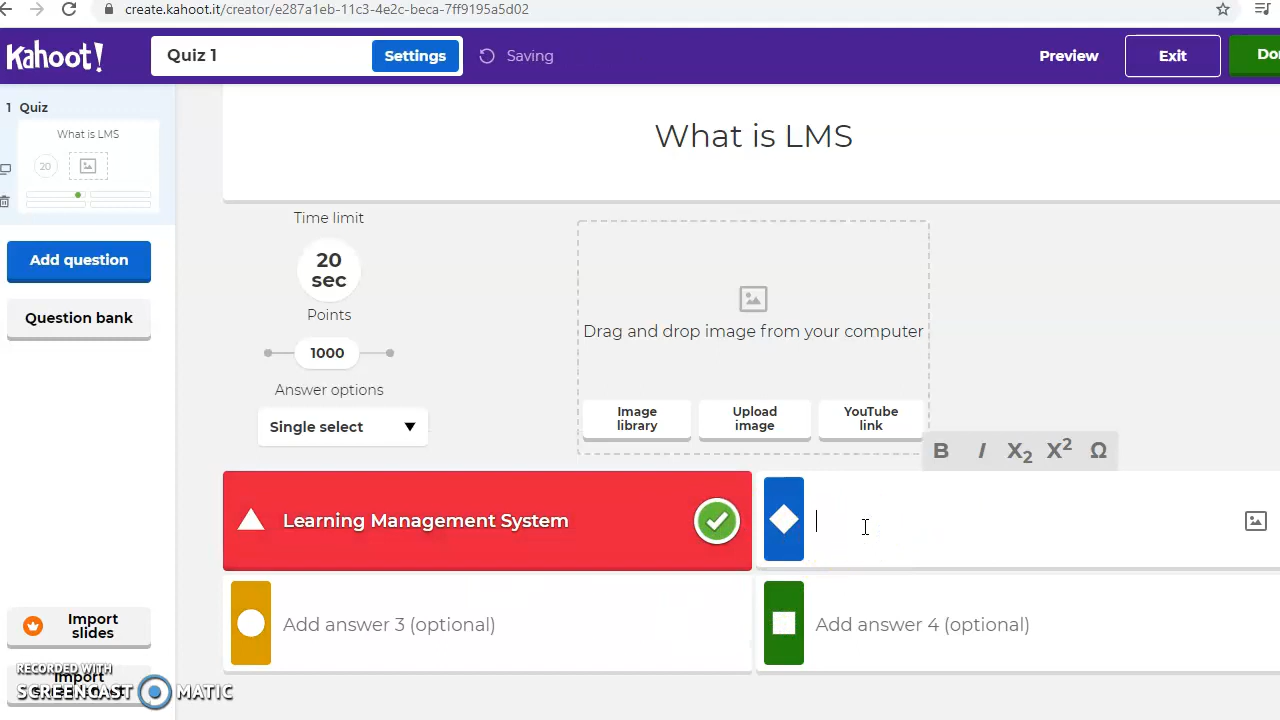 create.kahoot.it/creator/e287a1eb-11c3-4e2c-beca-7ff9195a5d02
Kahoot!
Quiz 1
Settings
Saving
Preview
Exit
Do
1 Quiz
What is LMS
20
Add question
Question bank
Import
slides
Import
What is LMS
Time limit
20
sec
Points
1000
Answer options
Single select
Drag and drop image from your computer
Image
library
Upload
image
YouTube
link
B I X2 X2 Ω
Learning Management System
Add answer 3 (optional)
Add answer 4 (optional)
RECORDED WITH
SCREENCAST MATIC